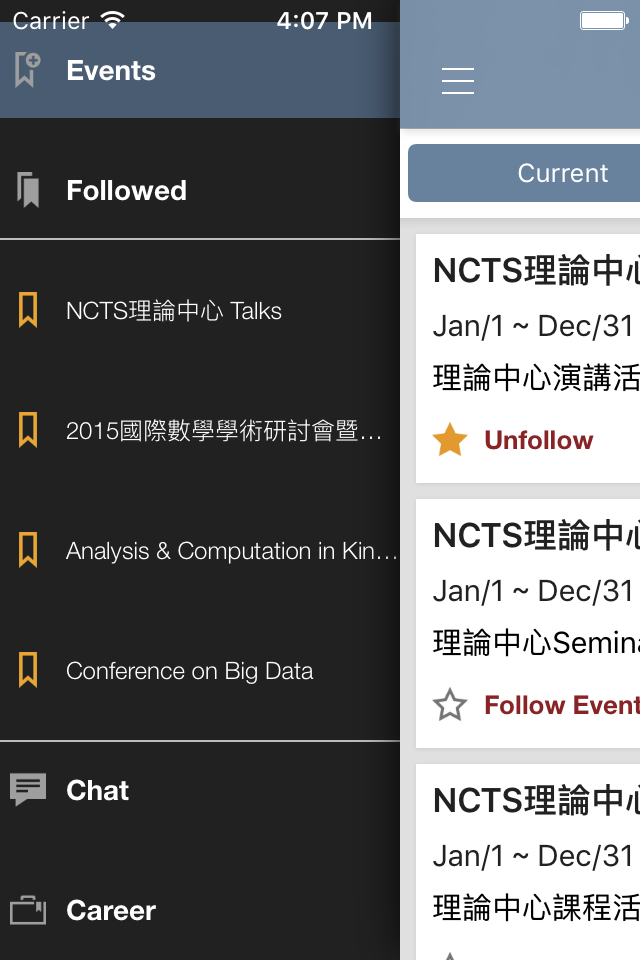 Carrier
4:07 PM
Events
Followed
NCTS理論中心 Talks
2015國際數學學術研討會暨...
Analysis & Computation in Kin...
Conference on Big Data
Chat
Career
Current
NCTS理論中
Jan/1 ~ Dec/31
理論中心演講活
Unfollow
NCTS理論中
Jan/1 ~ Dec/31
理論中心Semina
Follow Event
NCTS理論中
Jan/1 ~ Dec/31
理論中心課程活